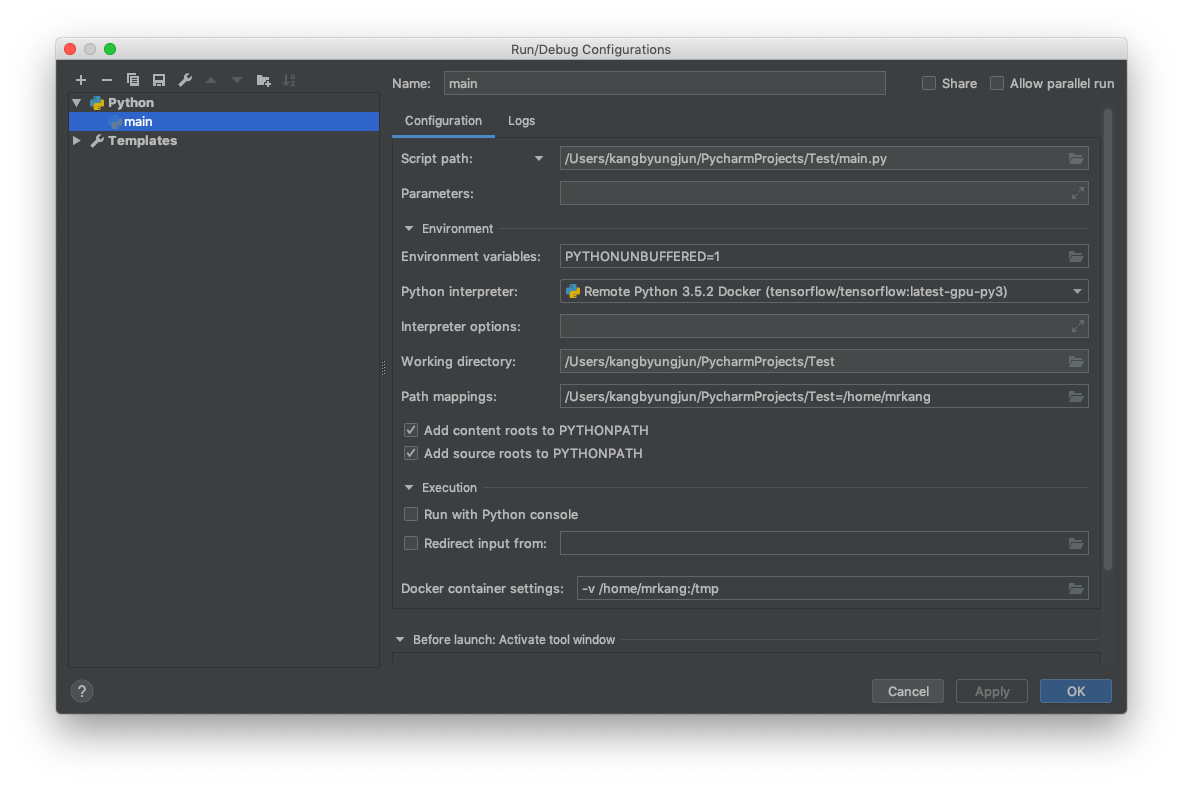 Run/Debug Configurations
Python
main
Templates
Name: main
Share
Allow parallel run
Configuration
Logs
Script path: /Users/kangbyungjun/PycharmProjects/Test/main.py
Parameters:
Environment
Environment variables: PYTHONUNBUFFERED=1
Python interpreter: Remote Python 3.5.2 Docker (tensorflow/tensorflow:latest-gpu-py3)
Interpreter options:
Working directory: /Users/kangbyungjun/PycharmProjects/Test
Path mappings: /Users/kangbyungjun/PycharmProjects/Test=/home/mrkang
Add content roots to PYTHONPATH
Add source roots to PYTHONPATH
Execution
Run with Python console
Redirect input from:
Docker container settings: -v /home/mrkang:/tmp
Before launch: Activate tool window
?
Cancel
Apply
OK